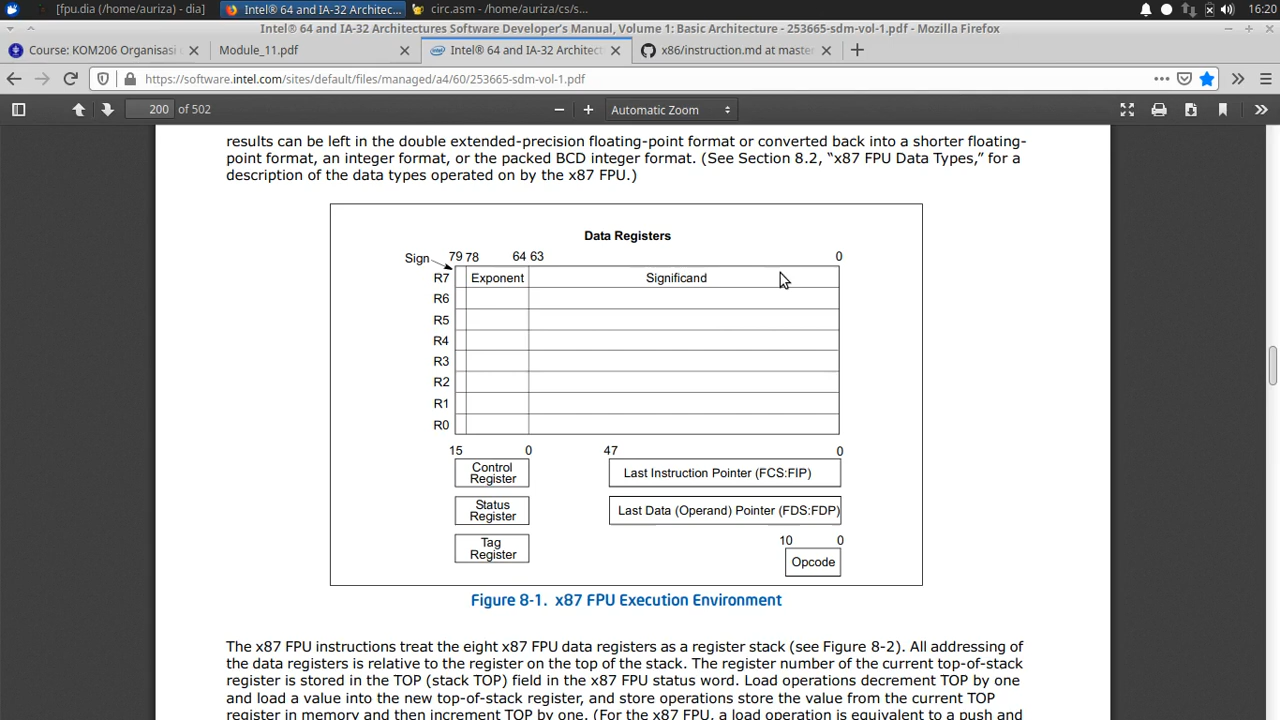 [fpu.dia (/home/auriza) - dia]
Intel® 64 and IA-32 Architec...
circ.asm - /home/auriza/cs/s...
16:20
Intel® 64 and IA-32 Architectures Software Developer's Manual, Volume 1: Basic Architecture - 253665-sdm-vol-1.pdf - Mozilla Firefox
Course: KOM206 Organisasi
Module_11.pdf
Intel® 64 and IA-32 Architec
x86/instruction.md at maste
https://software.intel.com/sites/default/files/managed/a4/60/253665-sdm-vol-1.pdf
200 of 502
Automatic Zoom
results can be left in the double extended-precision floating-point format or converted back into a shorter floating-
point format, an integer format, or the packed BCD integer format. (See Section 8.2, “x87 FPU Data Types,” for a
description of the data types operated on by the x87 FPU.)
Data Registers
Sign 79 78 64 63 0
R7 Exponent Significand
R6
R5
R4
R3
R2
R1
R0
15 0 47 0
Control
Register
Last Instruction Pointer (FCS:FIP)
Status
Register
Last Data (Operand) Pointer (FDS:FDP)
Tag
Register
10 0
Opcode
Figure 8-1. x87 FPU Execution Environment
The x87 FPU instructions treat the eight x87 FPU data registers as a register stack (see Figure 8-2). All addressing of
the data registers is relative to the register on the top of the stack. The register number of the current top-of-stack
register is stored in the TOP (stack TOP) field in the x87 FPU status word. Load operations decrement TOP by one
and load a value into the new top-of-stack register, and store operations store the value from the current TOP
register in memory and then increment TOP by one. (For the x87 FPU, a load operation is equivalent to a push and